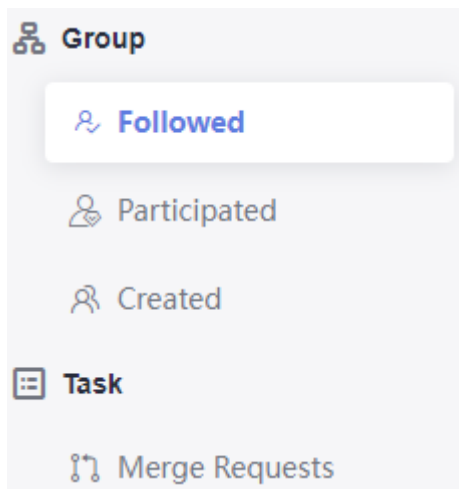 Group
Followed
Participated
Created
Task
Merge Requests